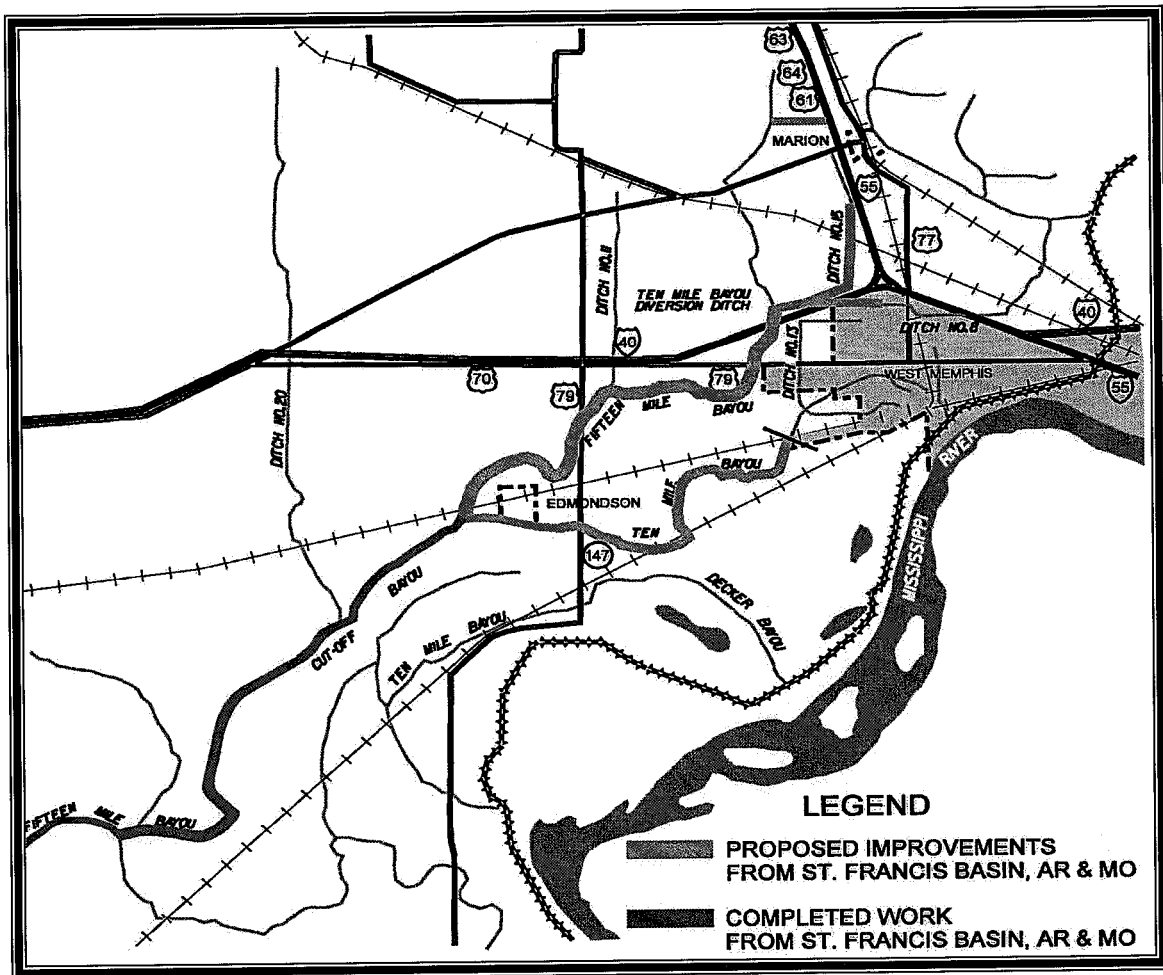 63
64
61
MARION
55
77
DITCH NO.15
DITCH NO.11
TEN MILE BAYOU
DIVERSION DITCH
40
40
DITCH NO.8
DITCH NO.13
WEST MEMPHIS
55
70
79
79
FIFTEEN MILE BAYOU
DITCH NO.20
RIVER
BAYOU
MILE
TEN
EDMONDSON
147
MISSISSIPPI
BAYOU
CUT-OFF
TEN MILE BAYOU
DECKER BAYOU
FIFTEEN MILE BAYOU
LEGEND
PROPOSED IMPROVEMENTS
FROM ST. FRANCIS BASIN, AR & MO
COMPLETED WORK
FROM ST. FRANCIS BASIN, AR & MO